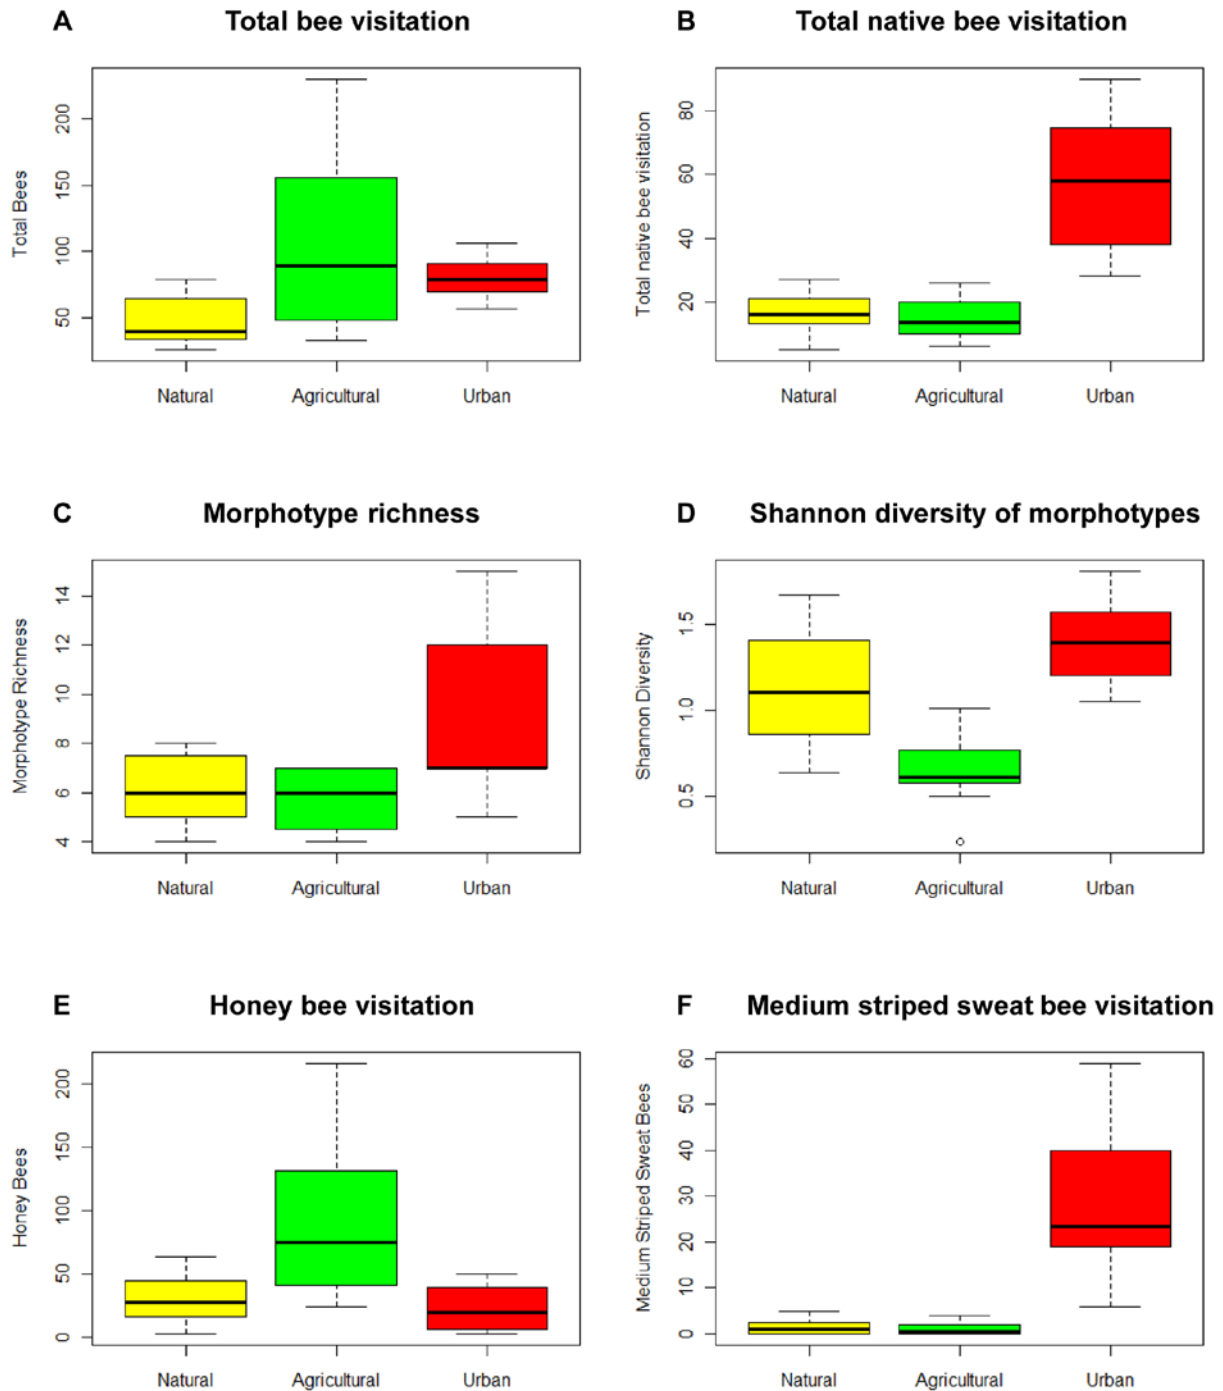 A Total bee visitation
Total Bees
200
150
100
50
Natural Agricultural Urban
B Total native bee visitation
Total native bee visitation
80
60
40
20
Natural Agricultural Urban
C Morphotype richness
Morphotype Richness
14
12
10
8
6
4
Natural Agricultural Urban
D Shannon diversity of morphotypes
Shannon Diversity
1.5
1.0
0.5
Natural Agricultural Urban
E Honey bee visitation
Honey Bees
200
150
100
50
0
Natural Agricultural Urban
F Medium striped sweat bee visitation
Medium Striped Sweat Bees
60
50
40
30
20
10
0
Natural Agricultural Urban